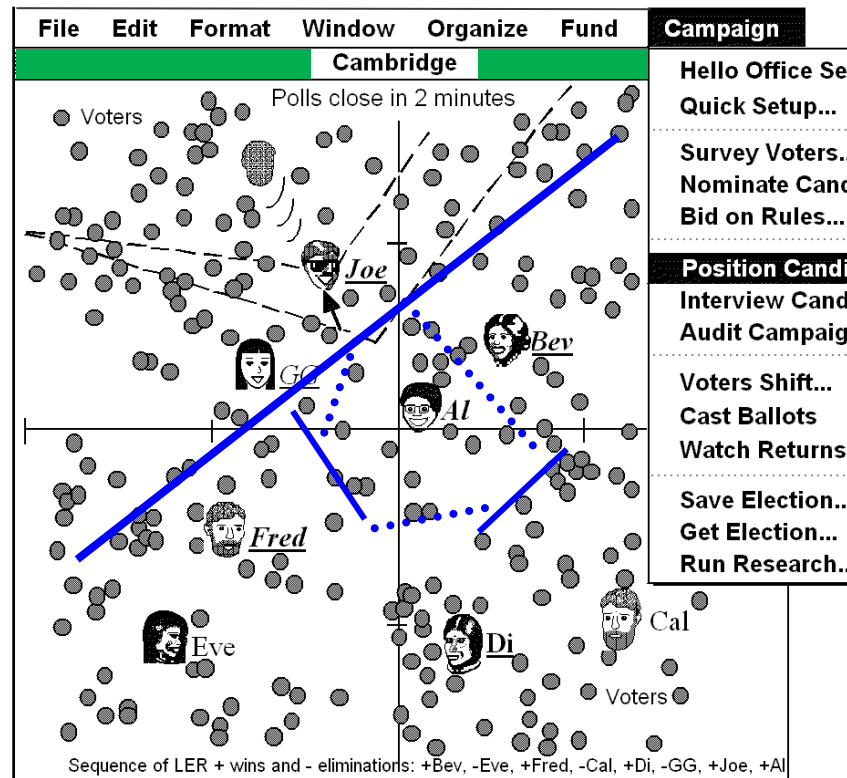 File Edit Format Window Organize Fund Campaign
Cambridge
Polls close in 2 minutes
Voters
Hello Office Se
Quick Setup...
Survey Voters..
Nominate Cand
Bid on Rules...
Position Candi
Interview Cand
Audit Campaig
Voters Shift...
Cast Ballots
Watch Returns
Save Election..
Get Election...
Run Research..
Joe
Bev
GG
Al
Fred
Eve
Di
Cal
Voters
Sequence of LER + wins and - eliminations: +Bev, -Eve, +Fred, -Cal, +Di, -GG, +Joe, +Al